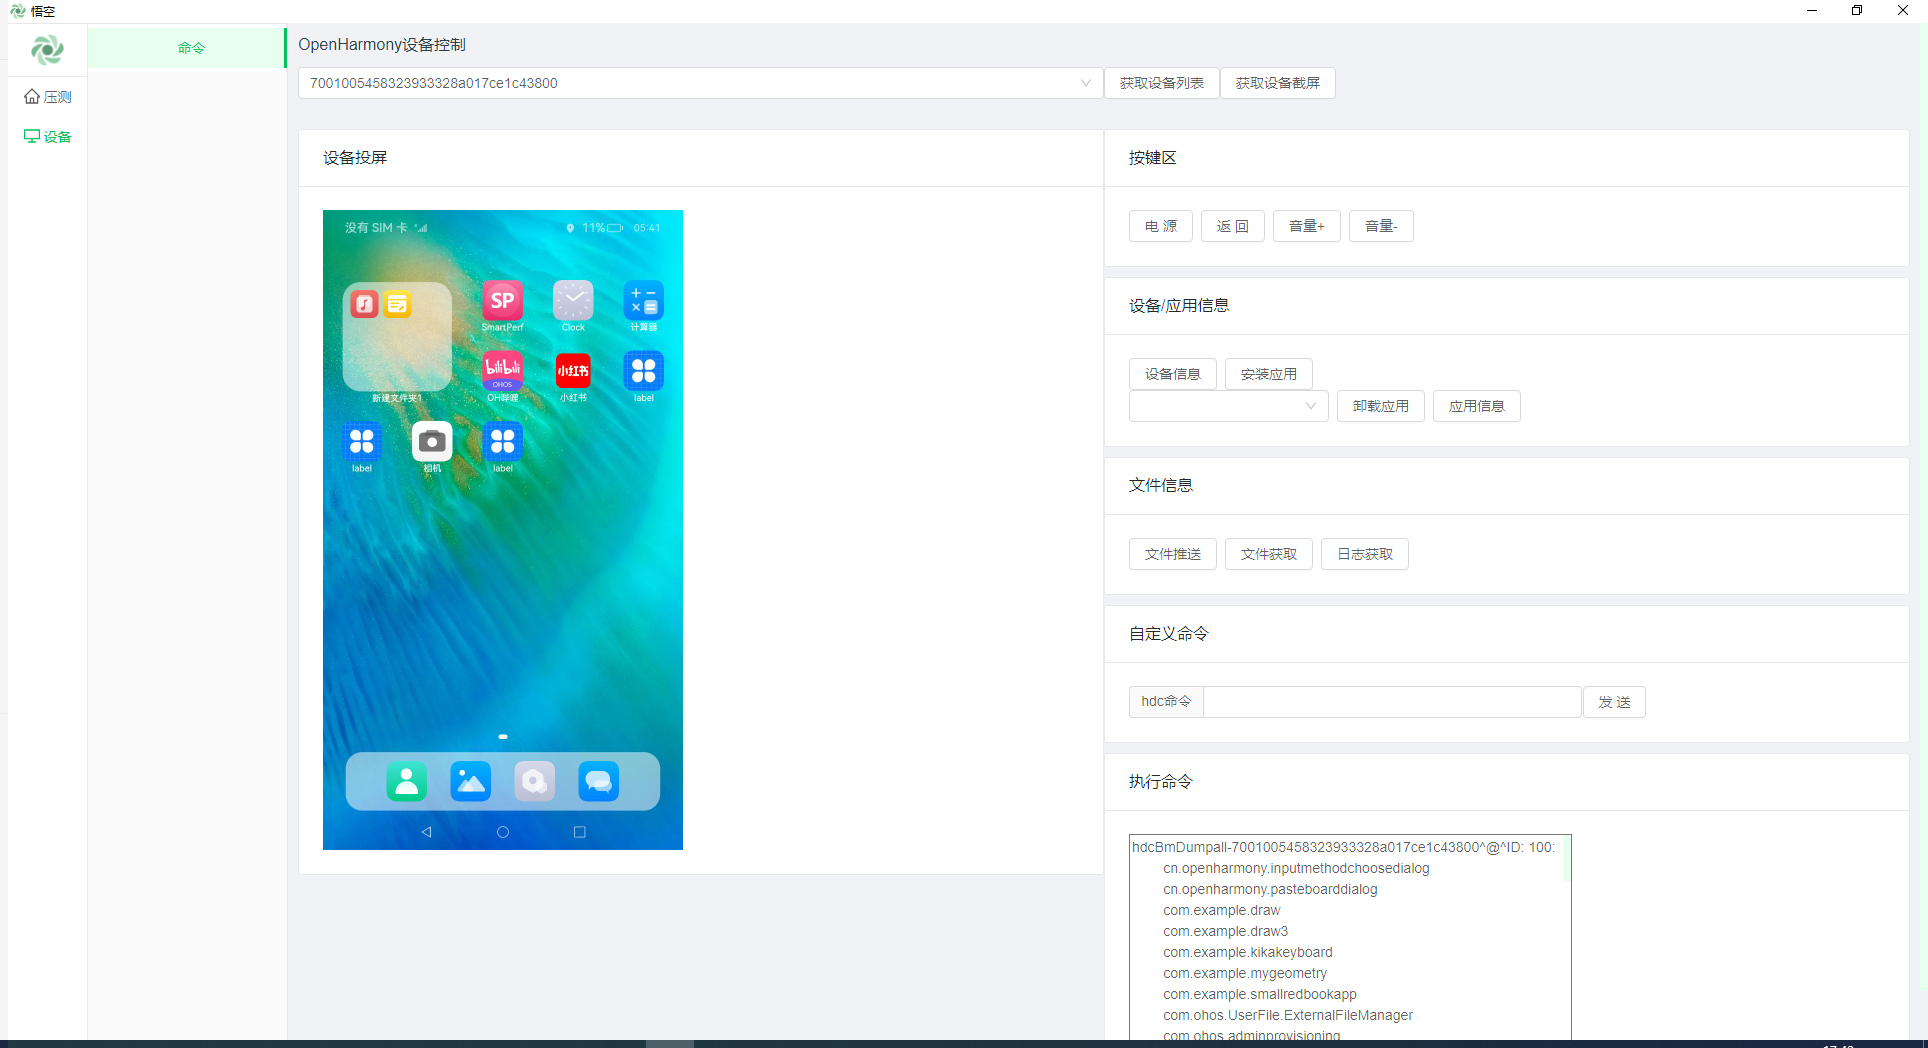 悟空
命令
压测
设备
OpenHarmony设备控制
7001005458323933328a017ce1c43800
获取设备列表
获取设备截屏
设备投屏
没有 SIM 卡
11%
05:41
SP
SmartPerf
Clock
计算器
新建文件夹1
bilibili
OHOS
OH哔哩
小红书
小红书
label
label
相机
label
按键区
电 源
返 回
音量+
音量-
设备/应用信息
设备信息
安装应用
卸载应用
应用信息
文件信息
文件推送
文件获取
日志获取
自定义命令
hdc命令
发 送
执行命令
hdcBmDumpall-7001005458323933328a017ce1c43800^@^ID: 100:
cn.openharmony.inputmethodchoosedialog
cn.openharmony.pasteboarddialog
com.example.draw
com.example.draw3
com.example.kikakeyboard
com.example.mygeometry
com.example.smallredbookapp
com.ohos.UserFile.ExternalFileManager
com.ohos.adminprovisioning